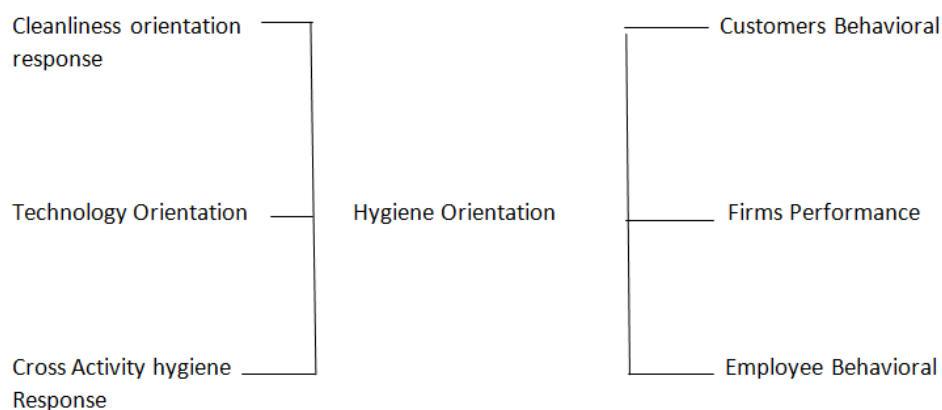 Cleanliness orientation
response
Customers Behavioral
Technology Orientation
Hygiene Orientation
Firms Performance
Cross Activity hygiene
Response
Employee Behavioral